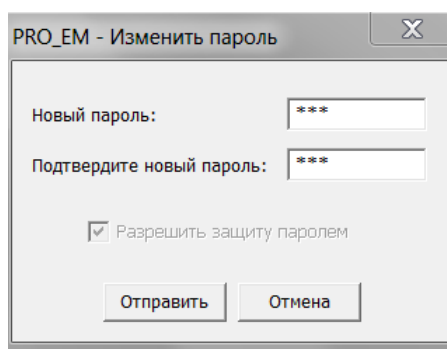 PRO_EM - Изменить пароль
Новый пароль: ***
Подтвердите новый пароль: ***
Разрешить защиту паролем
Отправить Отмена